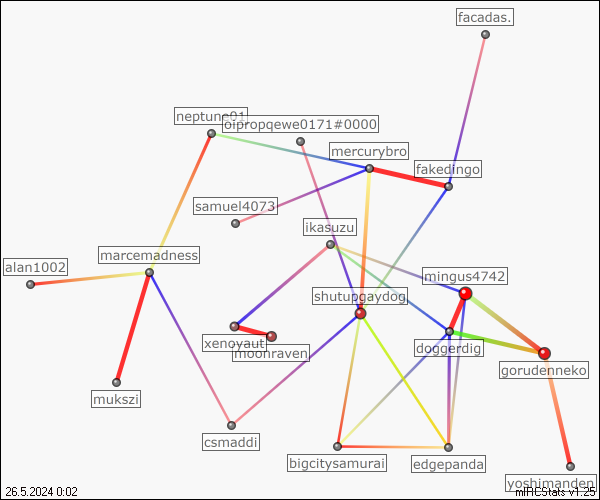 facadas.
neptune01
oipropqewe0171#0000
mercurybro
fakedingo
samuel4073
ikasuzu
marcemadness
alan1002
mingus4742
shutupgaydog
xenoyaut
moonraven
doggerdig
gorudenneko
mukszi
csmaddi
bigcitysamurai
edgepanda
yoshimanden
26.5.2024 0:02
mIRCStats v1.25